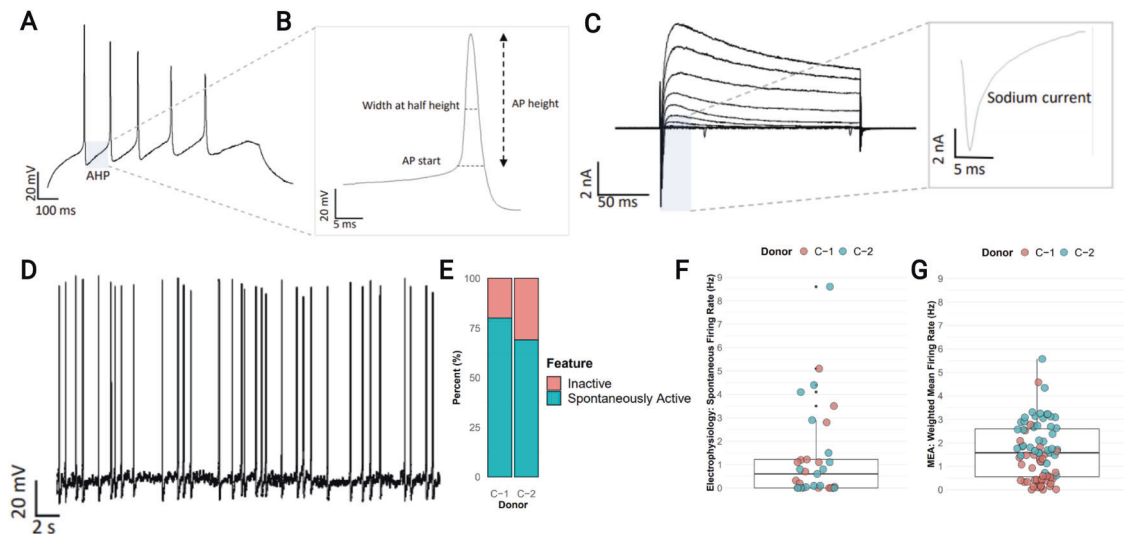 A
AHP
20 mV
100 ms
B
Width at half height
AP height
AP start
20 mV
5 ms
C
2 nA
50 ms
Sodium current
2 nA
5 ms
D
20 mV
2 s
E
Percent (%)
100
75
50
25
0
C-1 C-2
Donor
Feature
Inactive
Spontaneously Active
F
Donor C-1 C-2
Electrophysiology: Spontaneous Firing Rate (Hz)
9
8
7
6
5
4
3
2
1
0
G
Donor C-1 C-2
MEA: Weighted Mean Firing Rate (Hz)
9
8
7
6
5
4
3
2
1
0